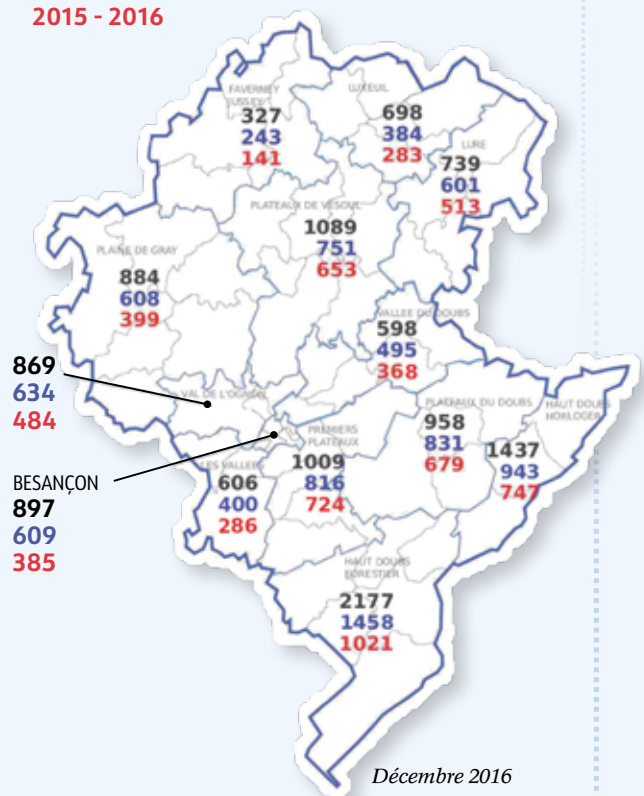 2015 - 2016
FAVERNEY
JUSSEY
327
243
141
LUXEUIL
698
384
283
LURE
739
601
513
PLATEAUX DE VESOUL
1089
751
653
PLAINE DE GRAY
884
608
399
VALLEE DU DOUBS
598
495
368
869
634
484
VAL DE L'OGNON
BESANÇON
897
609
385
LES VALLEES
606
400
286
PREMIERS
PLATEAUX
1009
816
724
PLATEAUX DU DOUBS
958
831
679
HAUT DOUBS
HORLOGER
1437
943
747
HAUT DOUBS
FORESTIER
2177
1458
1021
Décembre 2016